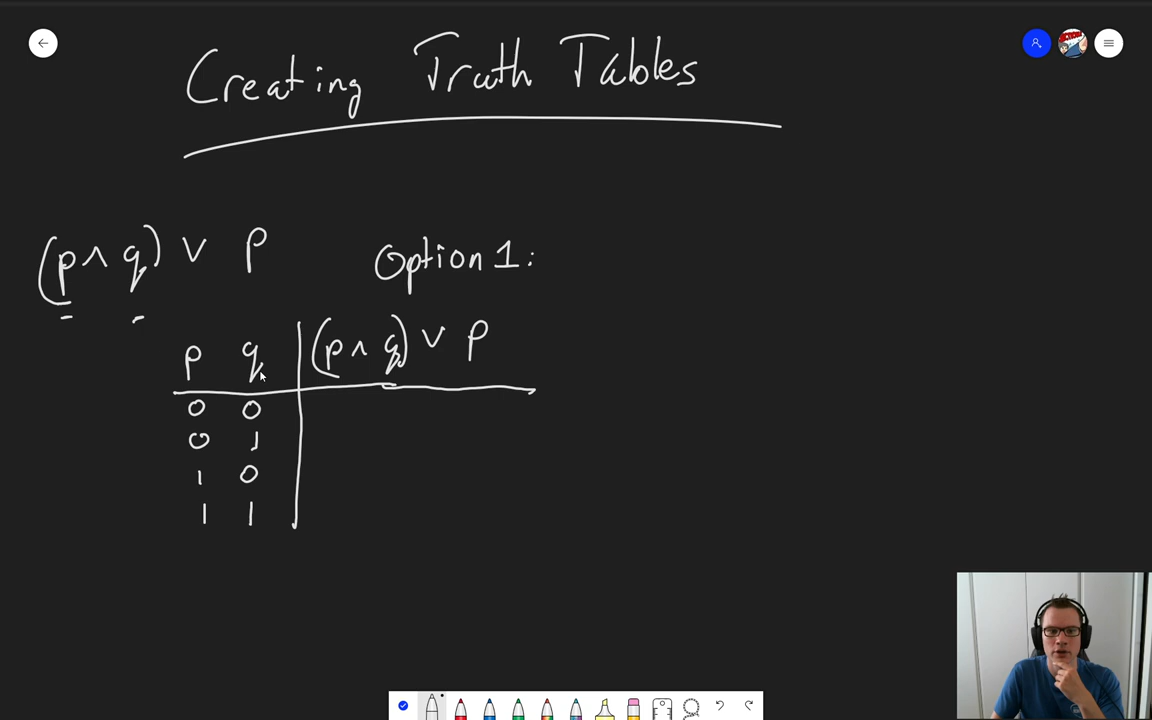 Creating Truth Tables
(p ∧ q) ∨ p
Option 1:
p q (p ∧ q) ∨ p
0 0
0 1
1 0
1 1